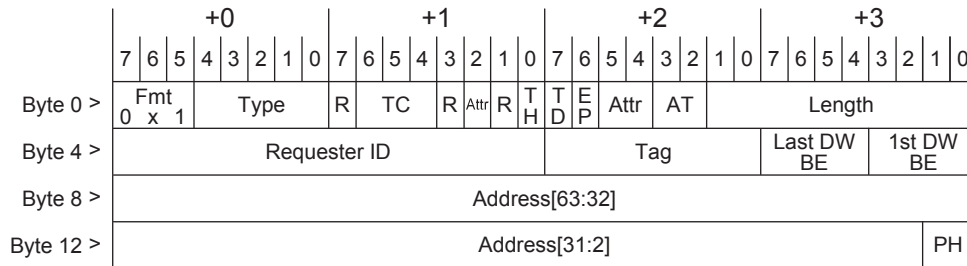 +0 +1 +2 +3
7 6 5 4 3 2 1 0 7 6 5 4 3 2 1 0 7 6 5 4 3 2 1 0 7 6 5 4 3 2 1 0
Byte 0 > Fmt 0 x 1 Type R TC R Attr R TH TD EP Attr AT Length
Byte 4 > Requester ID Tag Last DW BE 1st DW BE
Byte 8 > Address[63:32]
Byte 12 > Address[31:2] PH